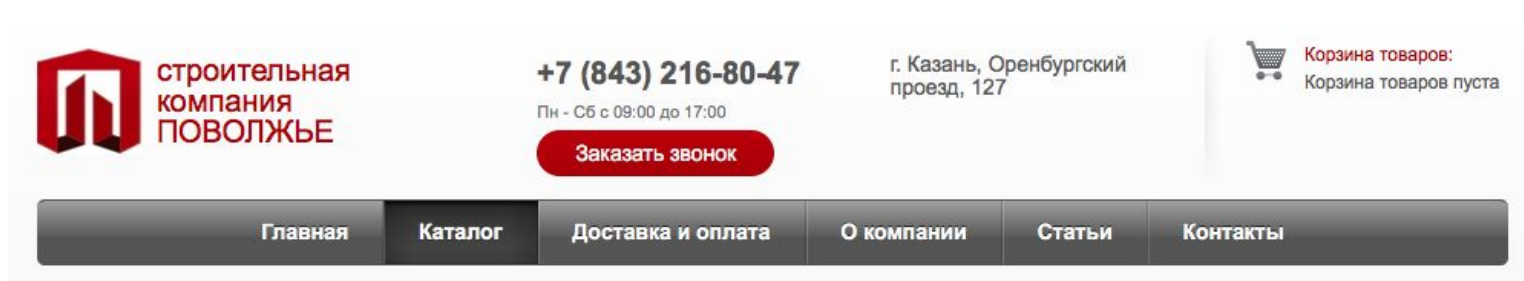 строительная
компания
ПОВОЛЖЬЕ
+7 (843) 216-80-47
Пн - Сб с 09:00 до 17:00
Заказать звонок
г. Казань, Оренбургский
проезд, 127
Корзина товаров:
Корзина товаров пуста
Главная Каталог Доставка и оплата О компании Статьи Контакты